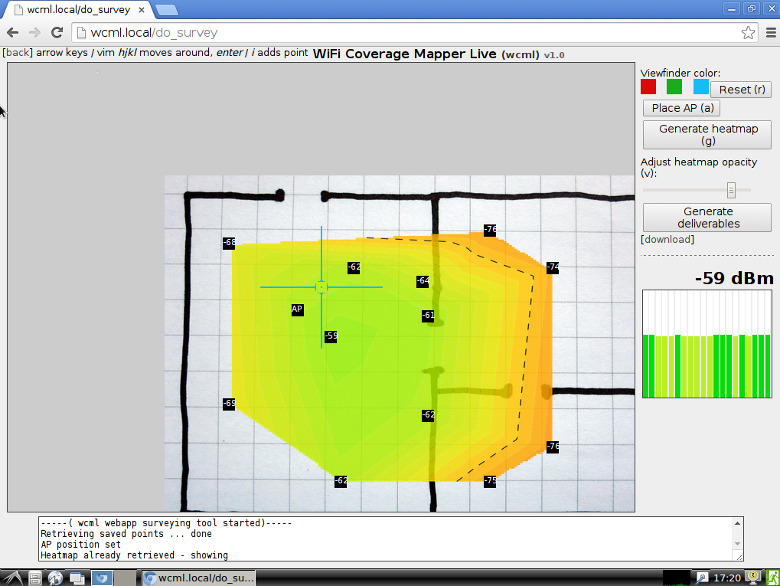 wcml.local/do_survey
wcml.local/do_survey
[back] arrow keys / vim hjkl moves around, enter / i adds point WiFi Coverage Mapper Live (wcml) v1.0
Viewfinder color:
Reset (r)
Place AP (a)
Generate heatmap
(g)
Adjust heatmap opacity
(v):
Generate
deliverables
[download]
-59 dBm
-76
-68
-62
-74
-64
AP
-61
-55
-69
-62
-76
-62
-75
-----( wcml webapp surveying tool started)-----
Retrieving saved points ... done
AP position set
Heatmap already retrieved - showing
wcml.local/do_su...
17:20